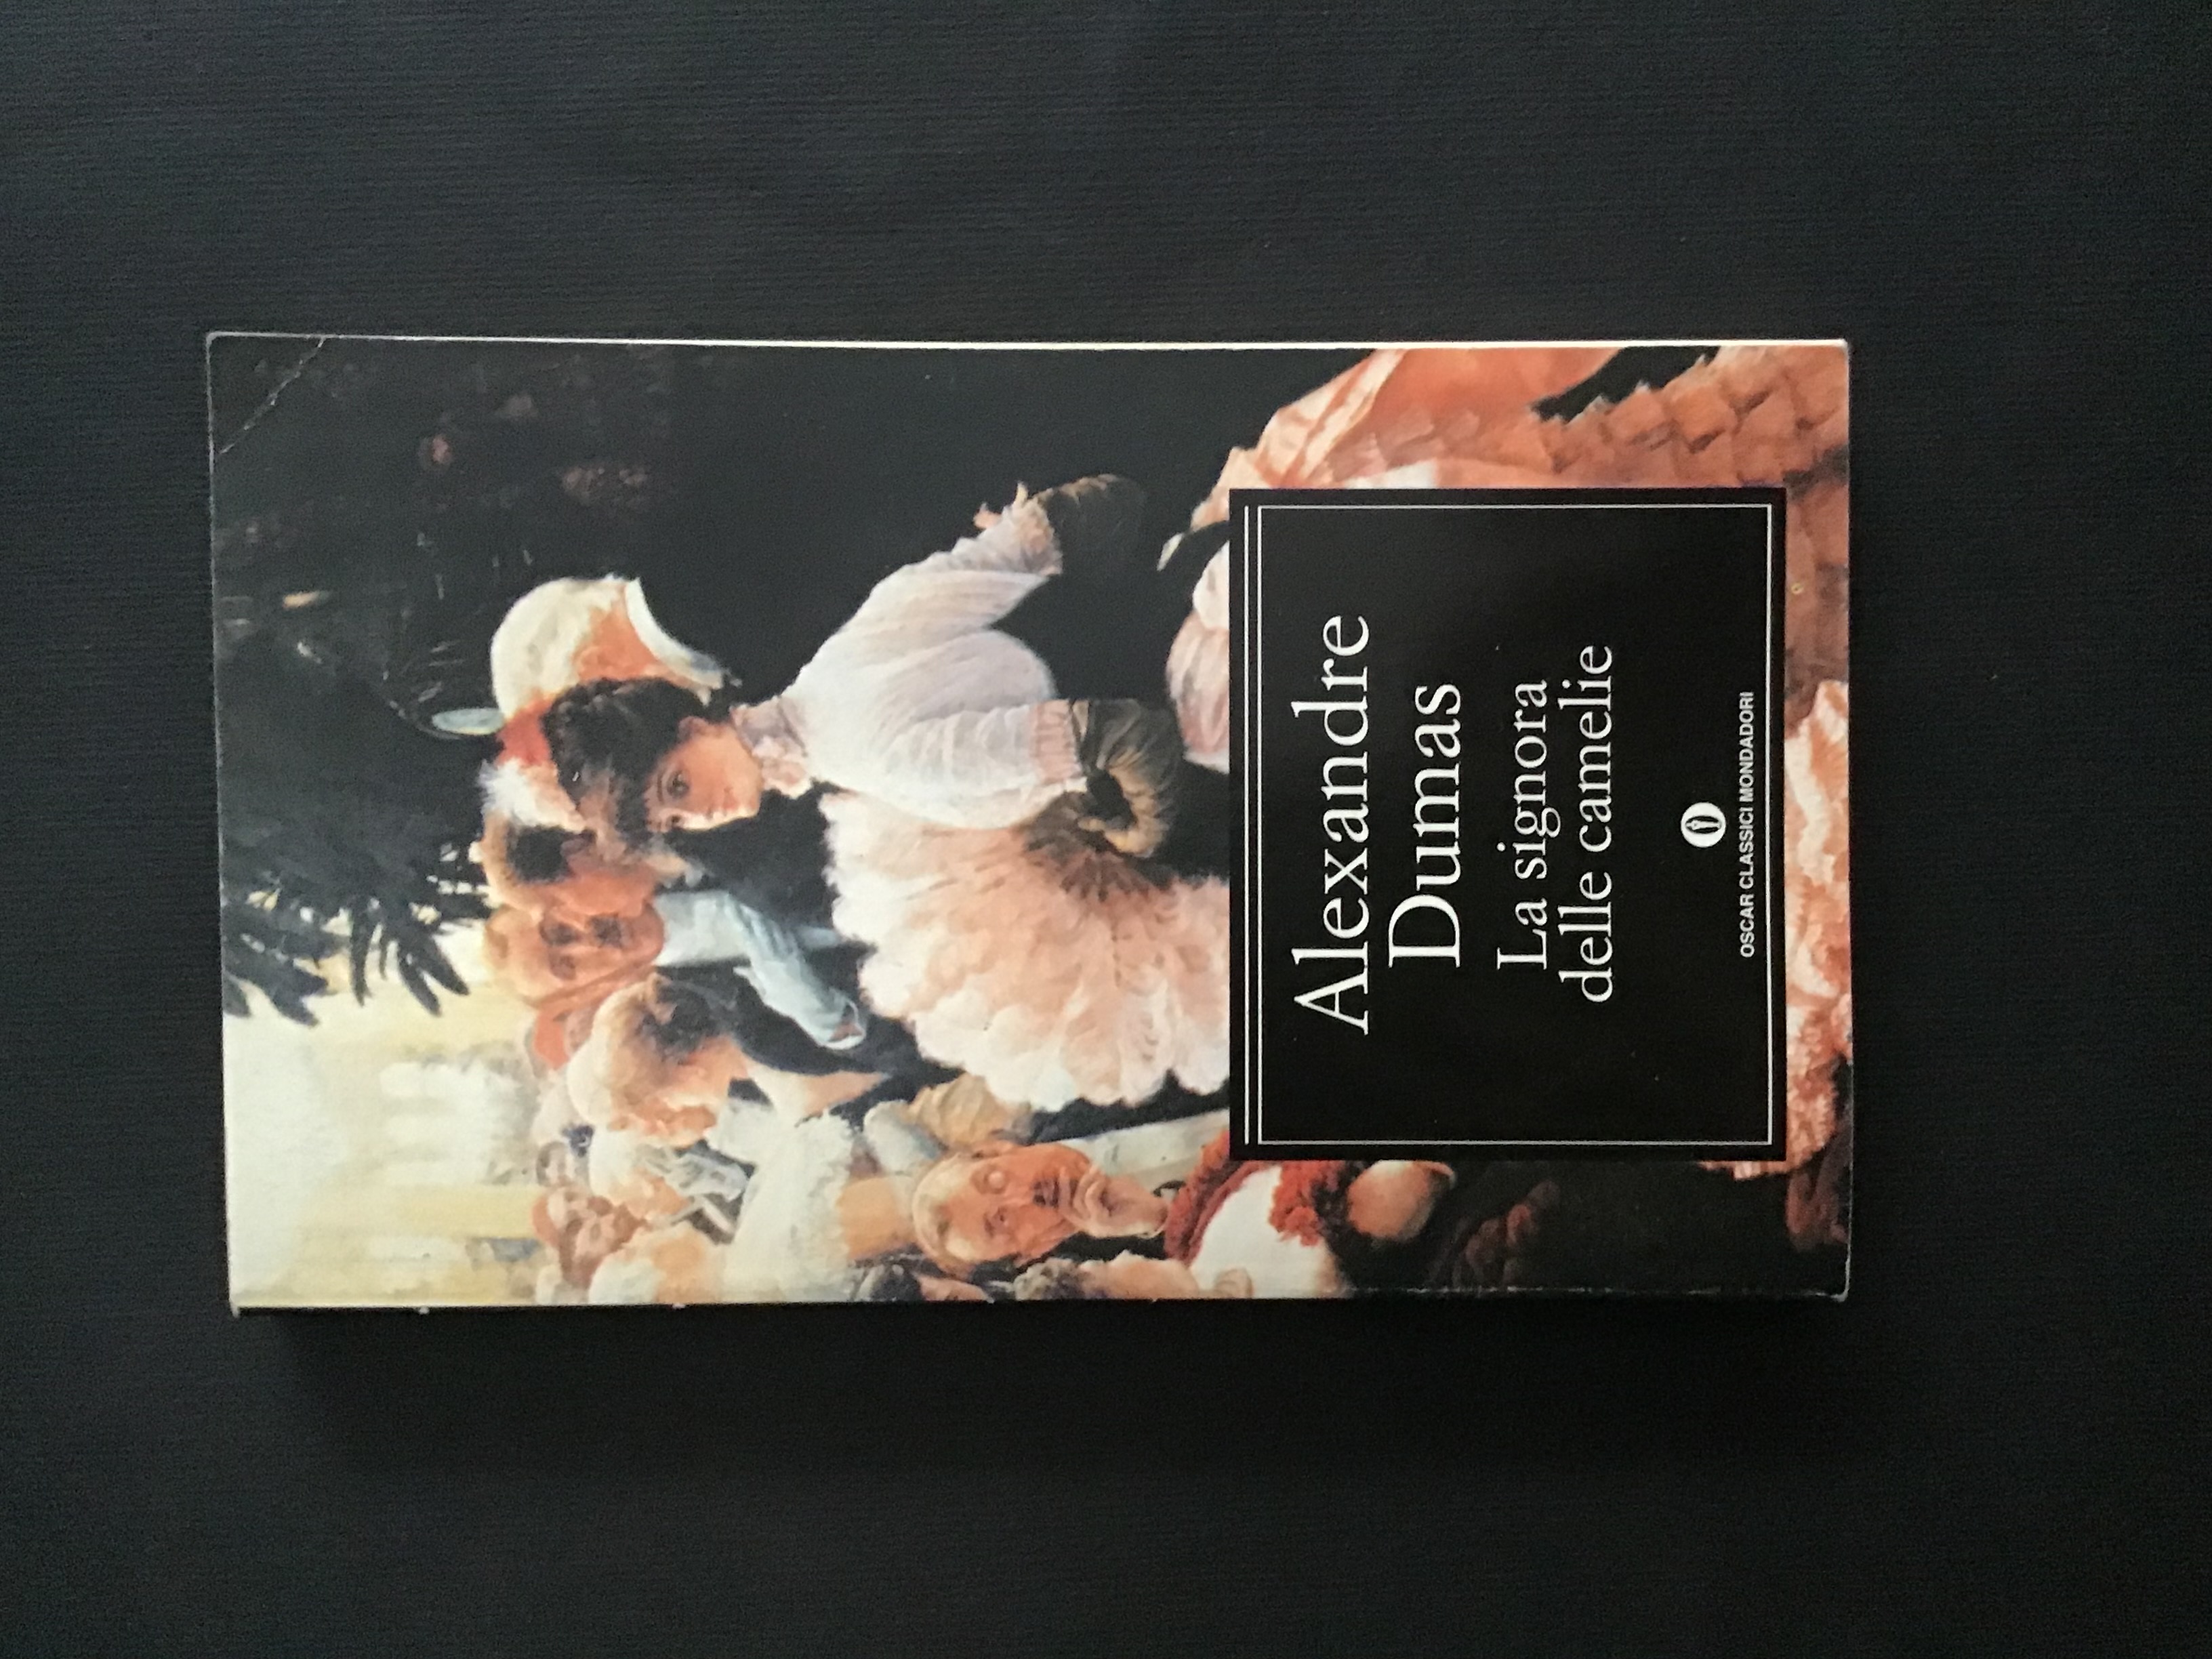 Alexandre
Dumas
La signora
delle camelie
OSCAR CLASSICI MONDADORI